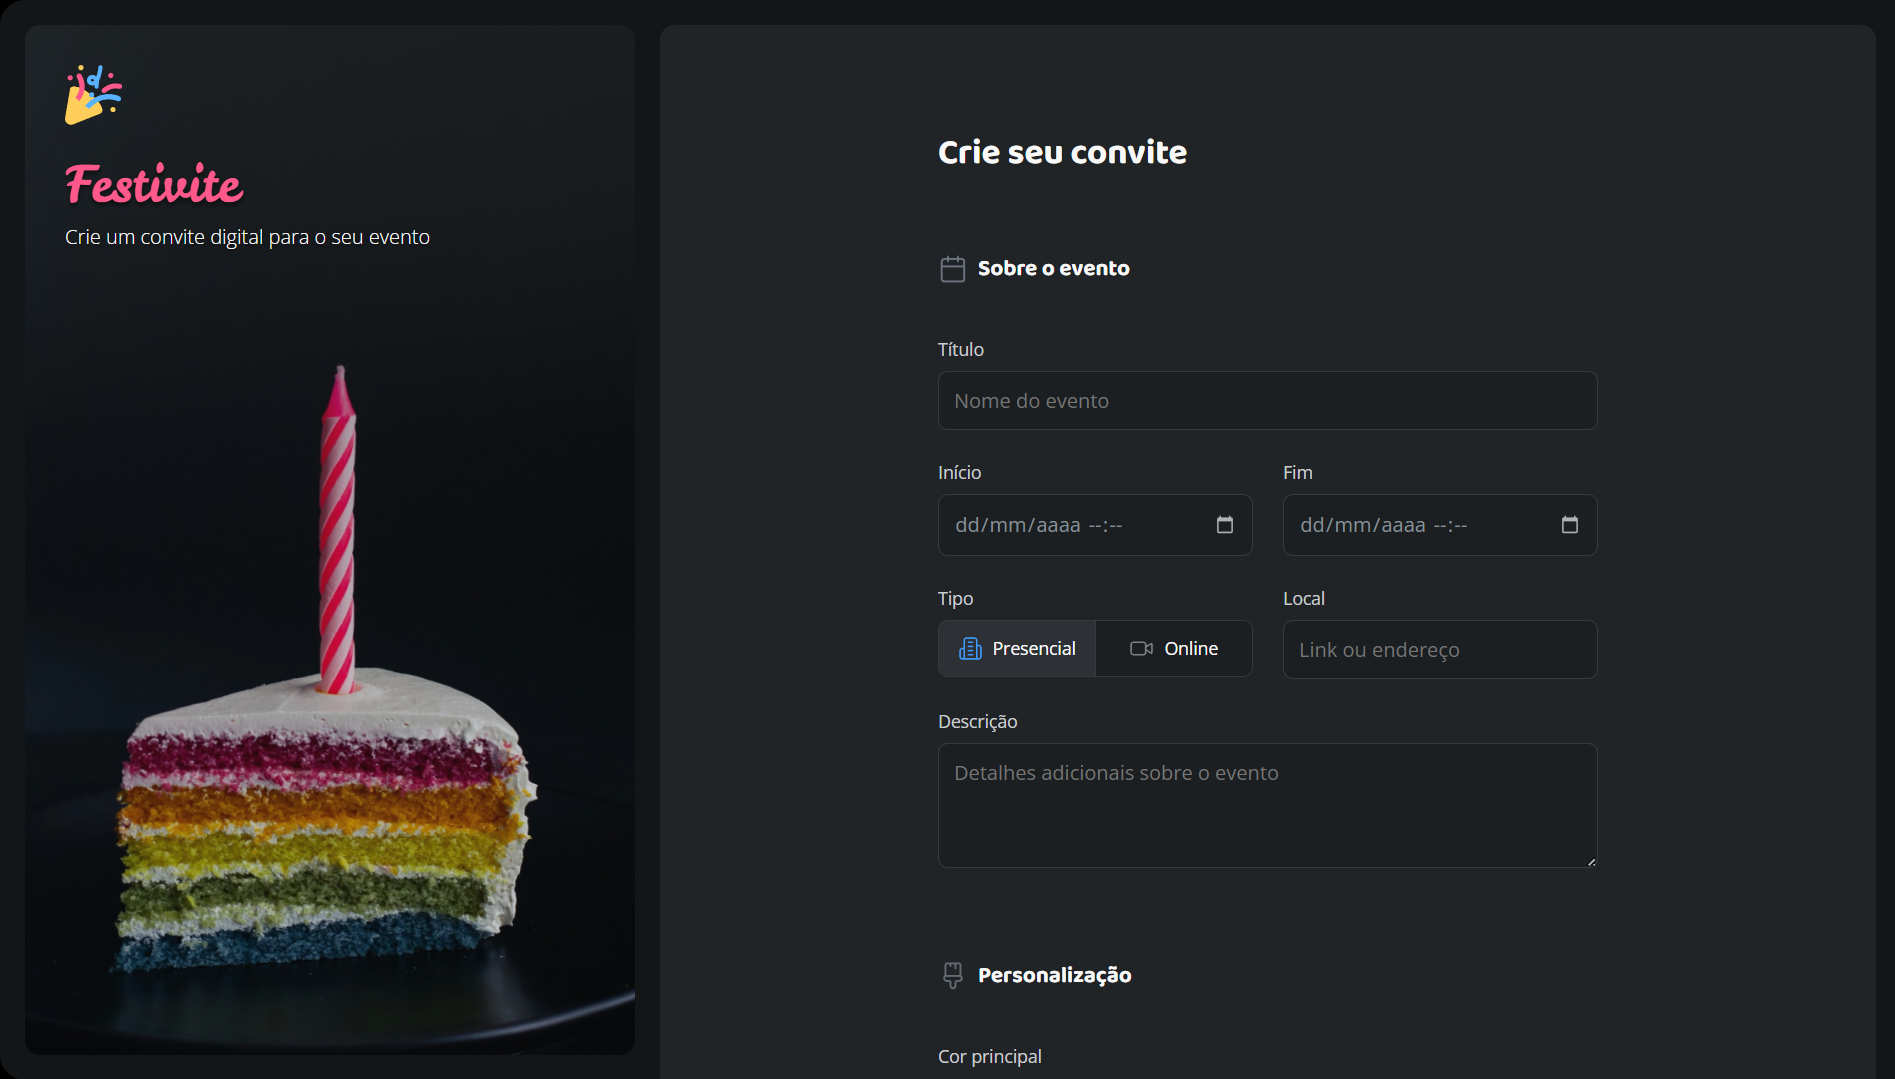 Festivite
Crie um convite digital para o seu evento
Crie seu convite
Sobre o evento
Título
Nome do evento
Início
Fim
dd/mm/aaaa --:--
dd/mm/aaaa --:--
Tipo
Local
Presencial
Online
Link ou endereço
Descrição
Detalhes adicionais sobre o evento
Personalização
Cor principal